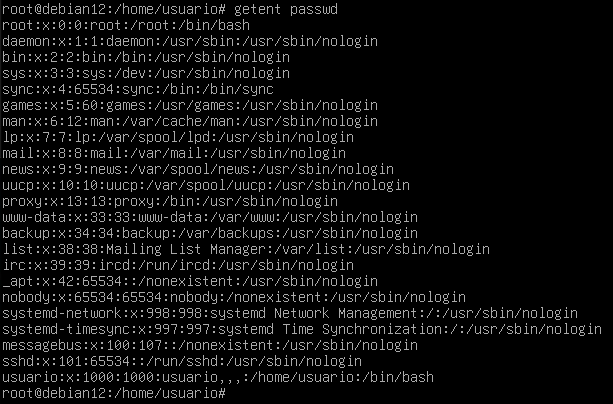 root@debian12:/home/usuario# getent passwd
root:x:0:0:root:/root:/bin/bash
daemon:x:1:1:daemon:/usr/sbin:/usr/sbin/nologin
bin:x:2:2:bin:/bin:/usr/sbin/nologin
sys:x:3:3:sys:/dev:/usr/sbin/nologin
sync:x:4:65534:sync:/bin:/bin/sync
games:x:5:60:games:/usr/games:/usr/sbin/nologin
man:x:6:12:man:/var/cache/man:/usr/sbin/nologin
lp:x:7:7:lp:/var/spool/lpd:/usr/sbin/nologin
mail:x:8:8:mail:/var/mail:/usr/sbin/nologin
news:x:9:9:news:/var/spool/news:/usr/sbin/nologin
uucp:x:10:10:uucp:/var/spool/uucp:/usr/sbin/nologin
proxy:x:13:13:proxy:/bin:/usr/sbin/nologin
www-data:x:33:33:www-data:/var/www:/usr/sbin/nologin
backup:x:34:34:backup:/var/backups:/usr/sbin/nologin
list:x:38:38:Mailing List Manager:/var/list:/usr/sbin/nologin
irc:x:39:39:ircd:/run/ircd:/usr/sbin/nologin
_apt:x:42:65534::/nonexistent:/usr/sbin/nologin
nobody:x:65534:65534:nobody:/nonexistent:/usr/sbin/nologin
systemd-network:x:998:998:systemd Network Management:/:/usr/sbin/nologin
systemd-timesync:x:997:997:systemd Time Synchronization:/:/usr/sbin/nologin
messagebus:x:100:107::/nonexistent:/usr/sbin/nologin
sshd:x:101:65534::/run/sshd:/usr/sbin/nologin
usuario:x:1000:1000:usuario,,,:/home/usuario:/bin/bash
root@debian12:/home/usuario#